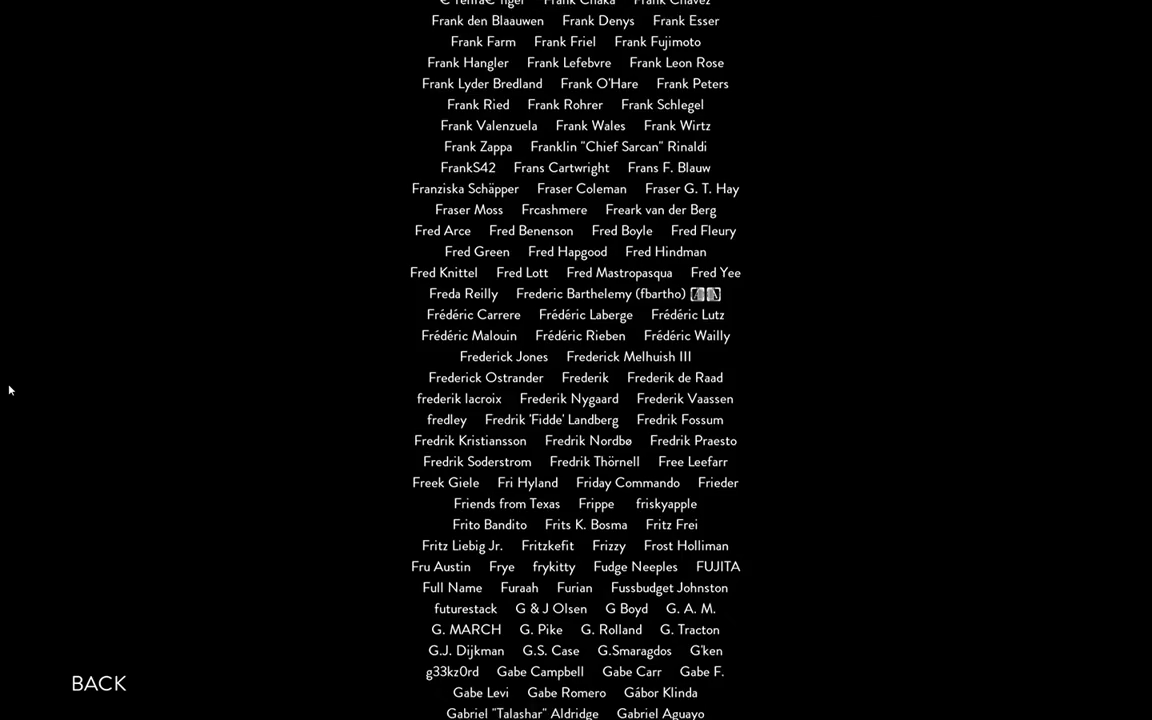 Frank Chaka Frank Chavez
Frank den Blaauwen Frank Denys Frank Esser
Frank Farm Frank Friel Frank Fujimoto
Frank Hangler Frank Lefebvre Frank Leon Rose
Frank Lyder Bredland Frank O'Hare Frank Peters
Frank Ried Frank Rohrer Frank Schlegel
Frank Valenzuela Frank Wales Frank Wirtz
Frank Zappa Franklin "Chief Sarcan" Rinaldi
FrankS42 Frans Cartwright Frans F. Blauw
Franziska Schäpper Fraser Coleman Fraser G. T. Hay
Fraser Moss Frcashmere Freark van der Berg
Fred Arce Fred Benenson Fred Boyle Fred Fleury
Fred Green Fred Hapgood Fred Hindman
Fred Knittel Fred Lott Fred Mastropasqua Fred Yee
Freda Reilly Frederic Barthelemy (fbartho)
Frédéric Carrere Frédéric Laberge Frédéric Lutz
Frédéric Malouin Frédéric Rieben Frédéric Wailly
Frederick Jones Frederick Melhuish III
Frederick Ostrander Frederik Frederik de Raad
frederik lacroix Frederik Nygaard Frederik Vaassen
fredley Fredrik 'Fidde' Landberg Fredrik Fossum
Fredrik Kristiansson Fredrik Nordbø Fredrik Praesto
Fredrik Soderstrom Fredrik Thörnell Free Leefarr
Freek Giele Fri Hyland Friday Commando Frieder
Friends from Texas Frippe friskyapple
Frito Bandito Frits K. Bosma Fritz Frei
Fritz Liebig Jr. Fritzkefit Frizzy Frost Holliman
Fru Austin Frye frykitty Fudge Neeples FUJITA
Full Name Furaah Furian Fussbudget Johnston
futurestack G & J Olsen G Boyd G. A. M.
G. MARCH G. Pike G. Rolland G. Tracton
G.J. Dijkman G.S. Case G.Smaragdos G'ken
g33kz0rd Gabe Campbell Gabe Carr Gabe F.
BACK
Gabe Levi Gabe Romero Gábor Klinda
Gabriel "Talashar" Aldridge Gabriel Aguayo